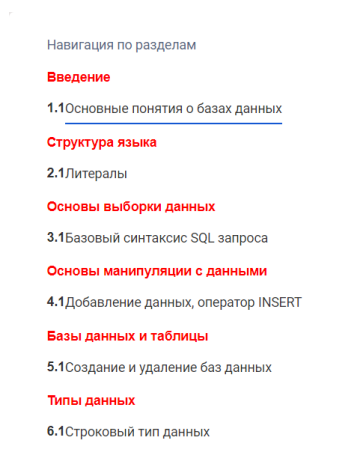 Навигация по разделам
Введение
1.1Основные понятия о базах данных
Структура языка
2.1Литералы
Основы выборки данных
3.1Базовый синтаксис SQL запроса
Основы манипуляции с данными
4.1Добавление данных, оператор INSERT
Базы данных и таблицы
5.1Создание и удаление баз данных
Типы данных
6.1Строковый тип данных